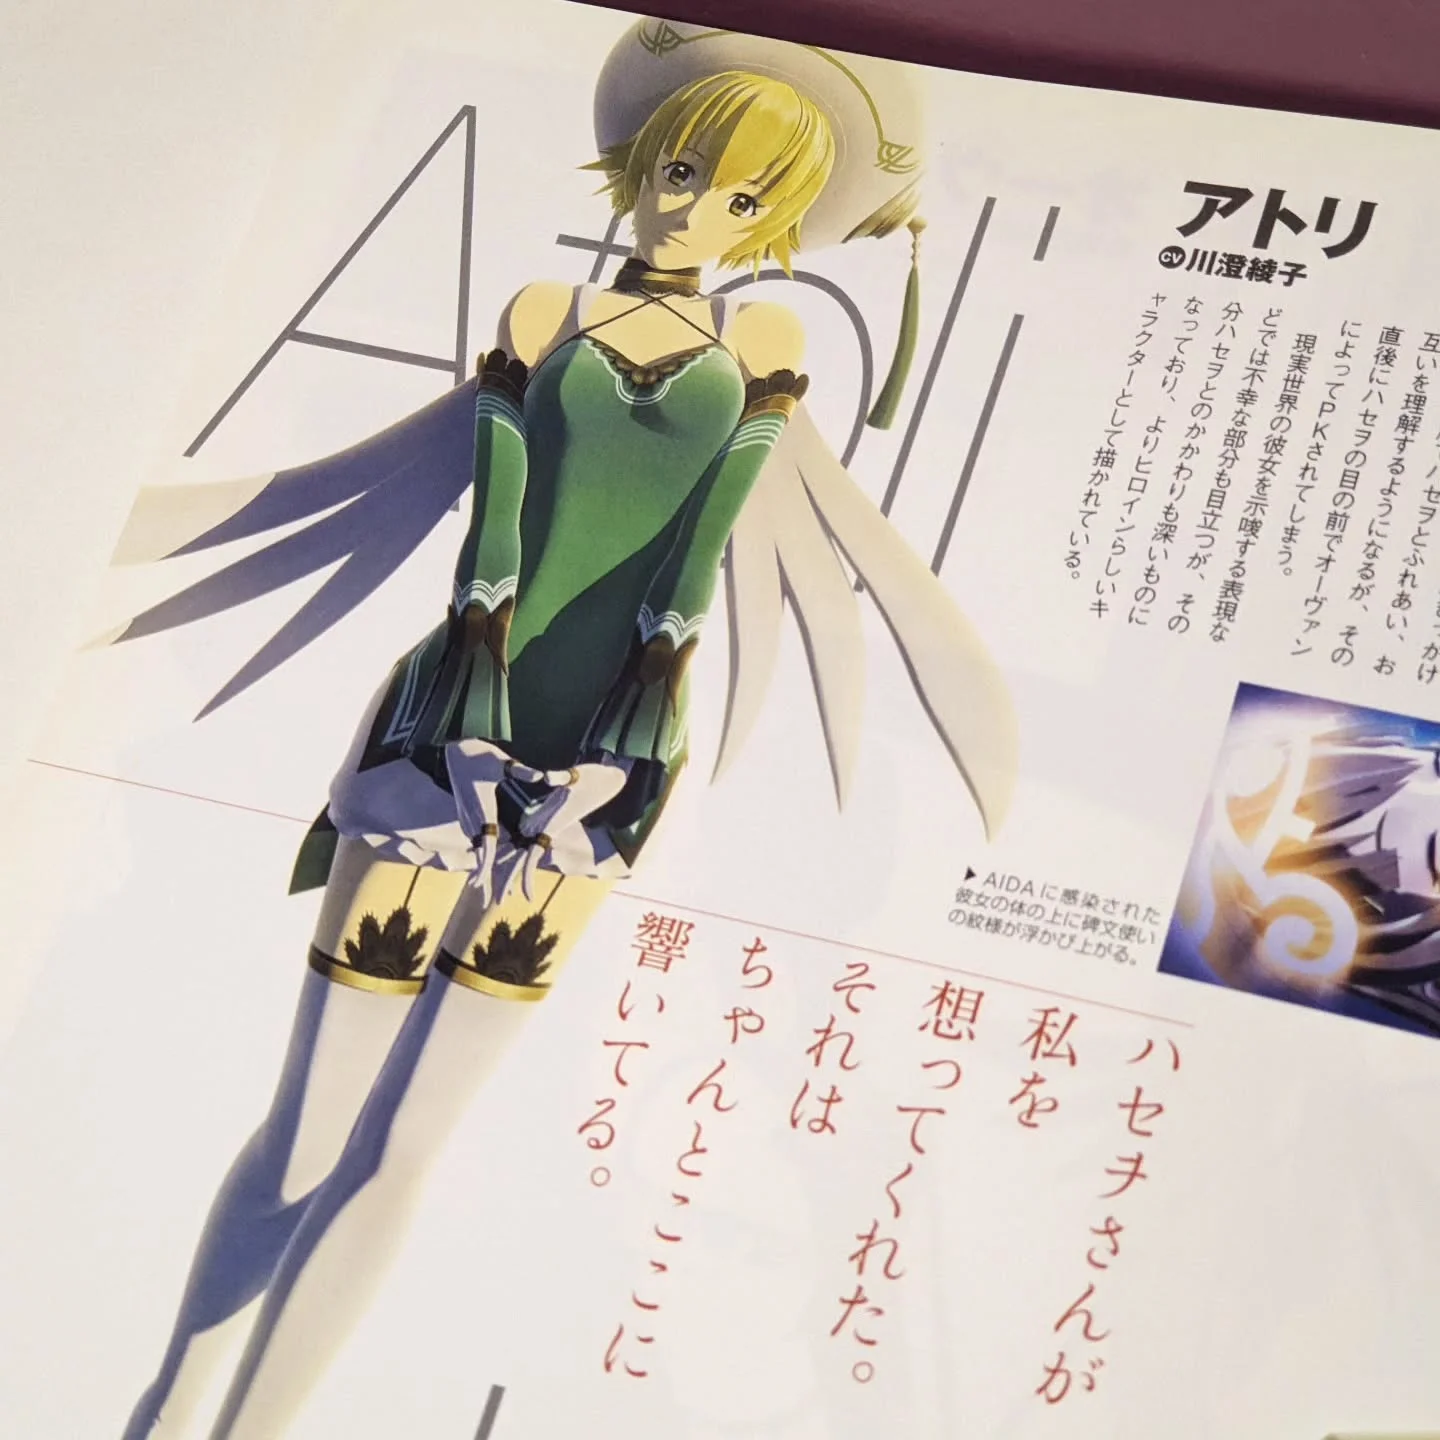 Atoli
アトリ
CV 川澄綾子
互いを理解するようになるが、その
直後にハセヲの目の前でオーヴァン
によってPKされてしまう。
現実世界の彼女を示唆する表現な
どでは不幸な部分も目立つが、その
分ハセヲとのかかわりも深いものに
なっており、よりヒロインらしいキ
ャラクターとして描かれている。
▶AIDAに感染された
彼女の体の上に碑文使い
の紋様が浮かび上がる。
ハセヲさんが
私を
想ってくれた。
それは
ちゃんとここに
響いてる。